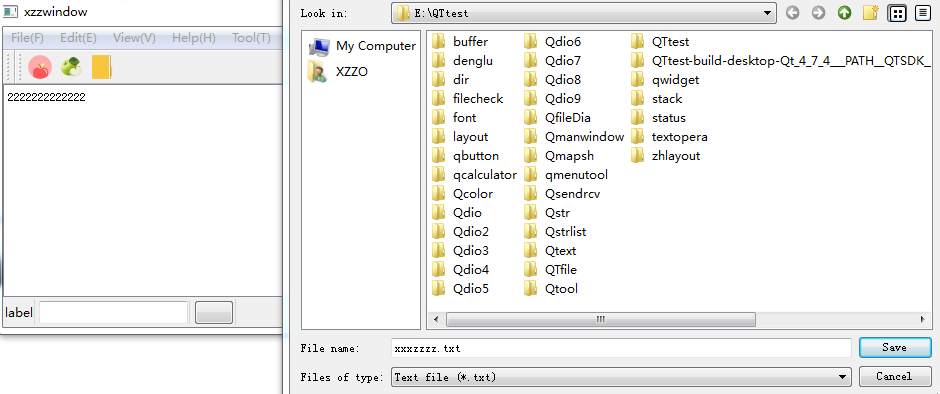 xzzwindow
File(F) Edit(E) View(V) Help(H) Tool(T)
2222222222222
label
Look in: E:\QTtest
My Computer
XZZO
buffer
denglu
dir
filecheck
font
layout
qbutton
qcalculator
Qcolor
Qdio
Qdio2
Qdio3
Qdio4
Qdio5
Qdio6
Qdio7
Qdio8
Qdio9
QfileDia
Qmanwindow
Qmapsh
qmenutool
Qsendrcv
Qstr
Qstrlist
Qtext
QTfile
Qtool
QTtest
QTtest-build-desktop-Qt_4_7_4__PATH__QTSDK_
qwidget
stack
status
textopera
zhlayout
File name: xxxzzzz.txt Save
Files of type: Text file (*.txt) Cancel